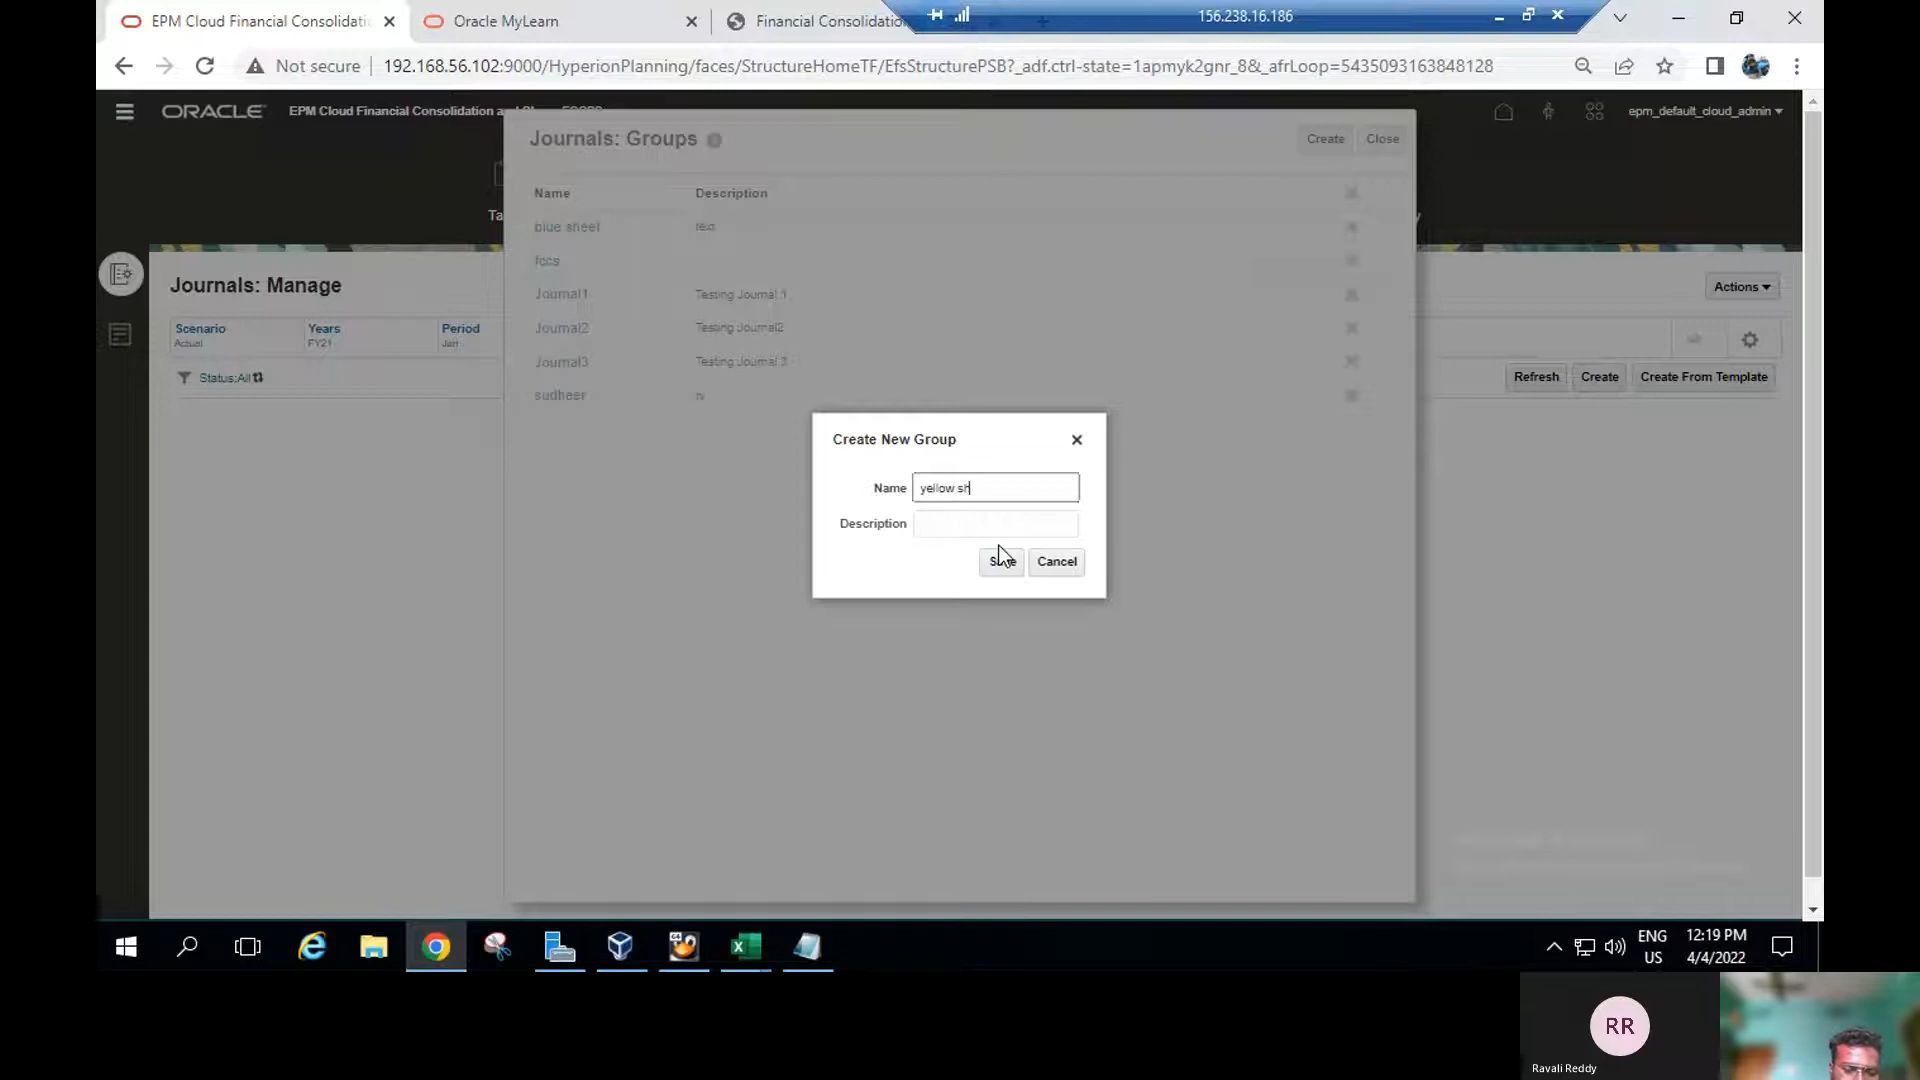 EPM Cloud Financial Consolidati
Oracle MyLearn
Financial Consolidatio
156.238.16.186
Not secure
192.168.56.102:9000/HyperionPlanning/faces/StructureHomeTF/EfsStructurePSB?_adf.ctrl-state=1apmyk2gnr_8&_afrLoop=5435093163848128
ORACLE
EPM Cloud Financial Consolidation a
epm_default_cloud_admin
Journals: Groups
Create
Close
Name
Description
blue sheet
text
fccs
Journal1
Testing Journal 1
Journal2
Testing Journal2
Journal3
Testing Journal 3
sudheer
Ta
Journals: Manage
Actions
Scenario
Actual
Years
FY21
Period
Jan
Status:All
Refresh
Create
Create From Template
Create New Group
Name
yellow sh
Description
Save
Cancel
ENG
US
12:19 PM
4/4/2022
RR
Ravali Reddy